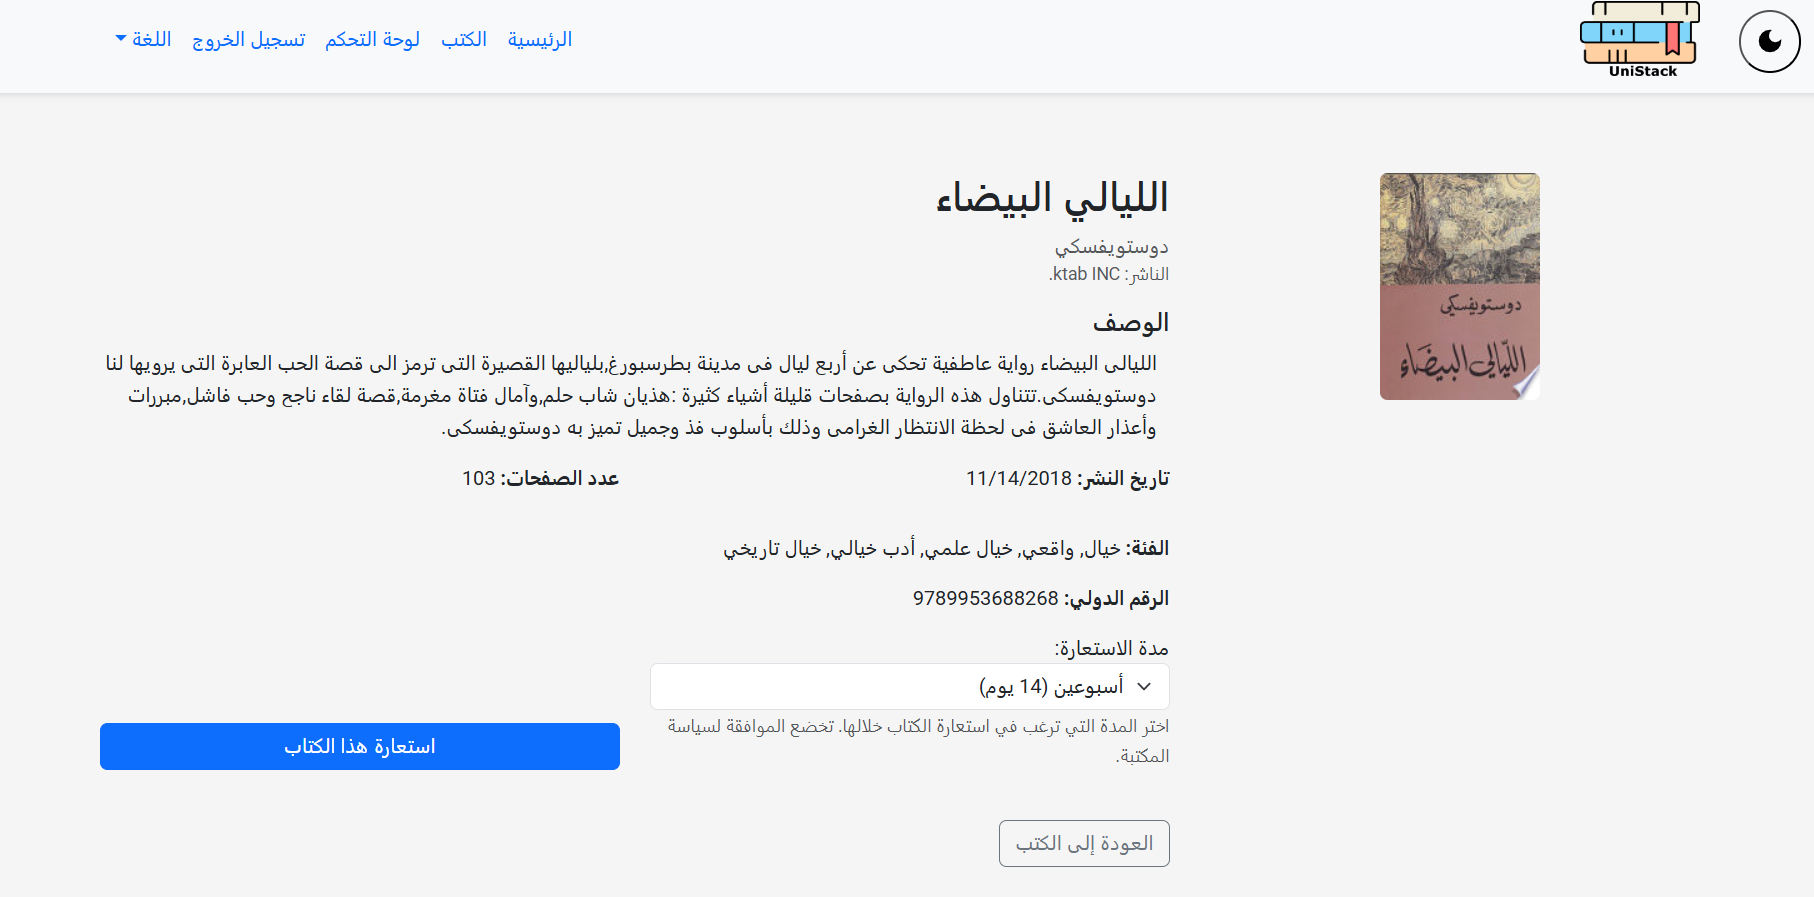 UniStack
الرئيسية
الكتب
لوحة التحكم
تسجيل الخروج
اللغة
دوستويفسكي
الليالي البيضاء
الليالي البيضاء
دوستويفسكي
الناشر: ktab INC.
الوصف
الليالى البيضاء رواية عاطفية تحكى عن أربع ليال فى مدينة بطرسبورغ,بلياليها القصيرة التى ترمز الى قصة الحب العابرة التى يرويها لنا
دوستويفسكى.تتناول هذه الرواية بصفحات قليلة أشياء كثيرة :هذيان شاب حلم,وآمال فتاة مغرمة,قصة لقاء ناجح وحب فاشل,مبررات
وأعذار العاشق فى لحظة الانتظار الغرامى وذلك بأسلوب فذ وجميل تميز به دوستويفسكى.
تاريخ النشر: 11/14/2018
عدد الصفحات: 103
الفئة: خيال, واقعي, خيال علمي, أدب خيالي, خيال تاريخي
الرقم الدولي: 9789953688268
مدة الاستعارة:
أسبوعين (14 يوم)
اختر المدة التي ترغب في استعارة الكتاب خلالها. تخضع الموافقة لسياسة
المكتبة.
استعارة هذا الكتاب
العودة إلى الكتب